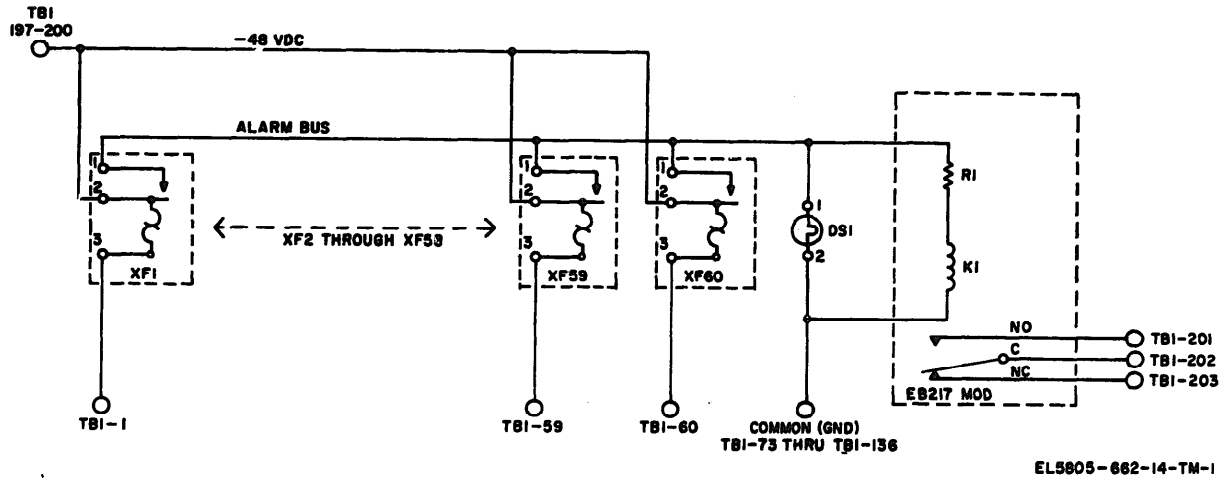 TB1
197-200
-48 VDC
ALARM BUS
1
2
3
XF1
XF2 THROUGH XF53
1
2
3
XF59
1
2
3
XF60
1
DS1
2
R1
K1
NO
C
NC
EB217 MOD
TB1-201
TB1-202
TB1-203
TB1-1
TB1-59
TB1-60
COMMON (GND)
TB1-73 THRU TB1-136
EL5805-662-14-TM-1